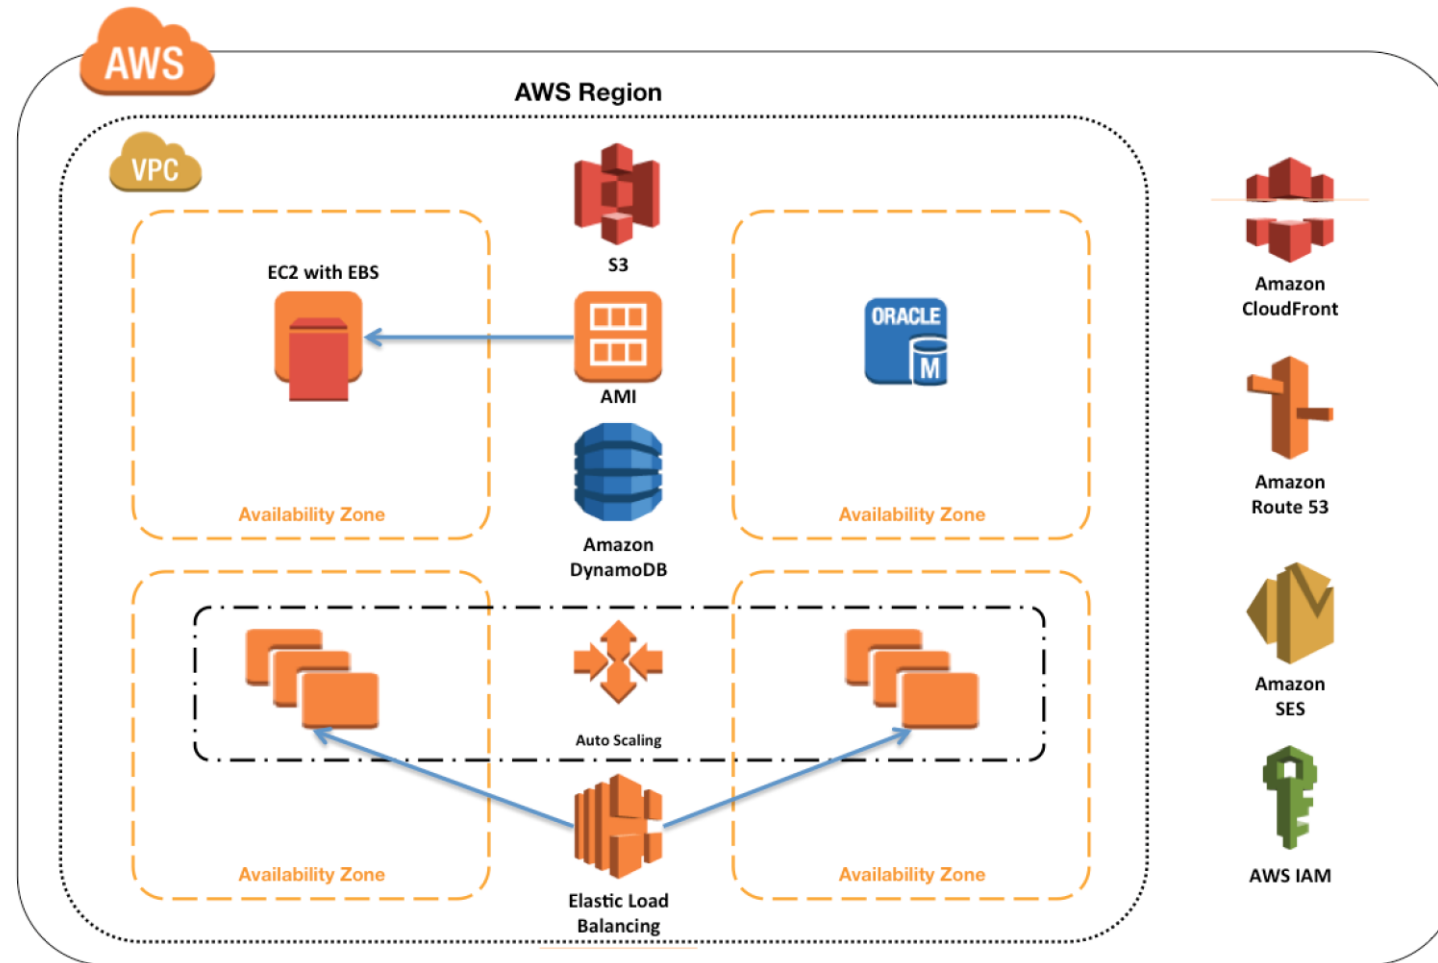 AWS
AWS Region
VPC
S3
EC2 with EBS
AMI
ORACLE
M
Availability Zone
Availability Zone
Amazon
DynamoDB
Auto Scaling
Availability Zone
Availability Zone
Elastic Load
Balancing
Amazon
CloudFront
Amazon
Route 53
Amazon
SES
AWS IAM